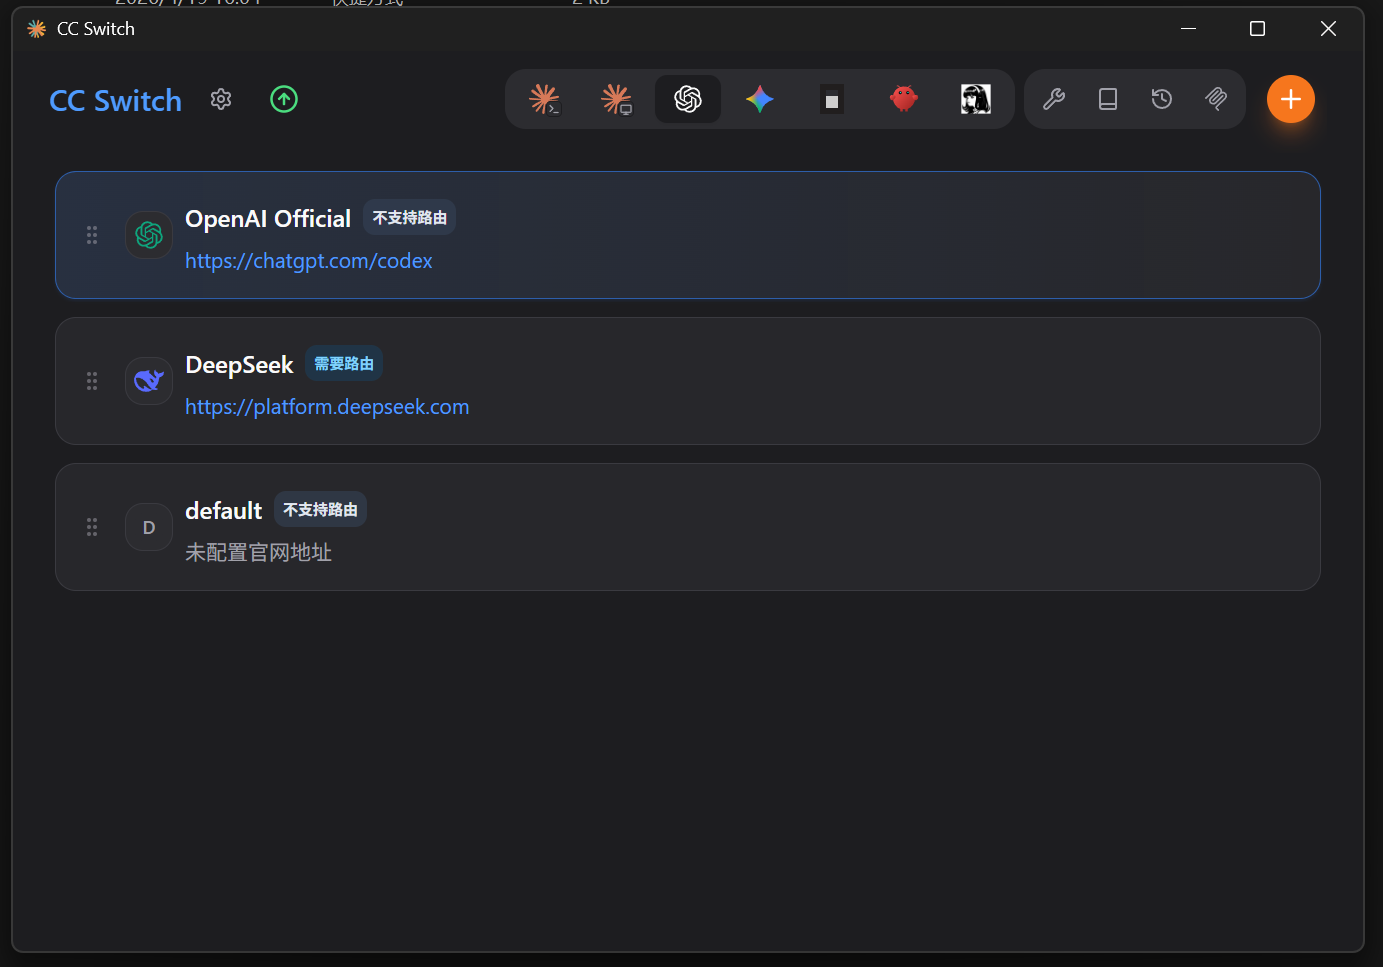 CC Switch
CC Switch
OpenAI Official 不支持路由
https://chatgpt.com/codex
DeepSeek 需要路由
https://platform.deepseek.com
D
default 不支持路由
未配置官网地址